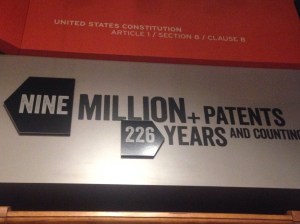 UNITED STATES CONSTITUTION
ARTICLE 1 / SECTION 8 / CLAUSE 8
NINE MILLION+ PATENTS
226 YEARS AND COUNTING